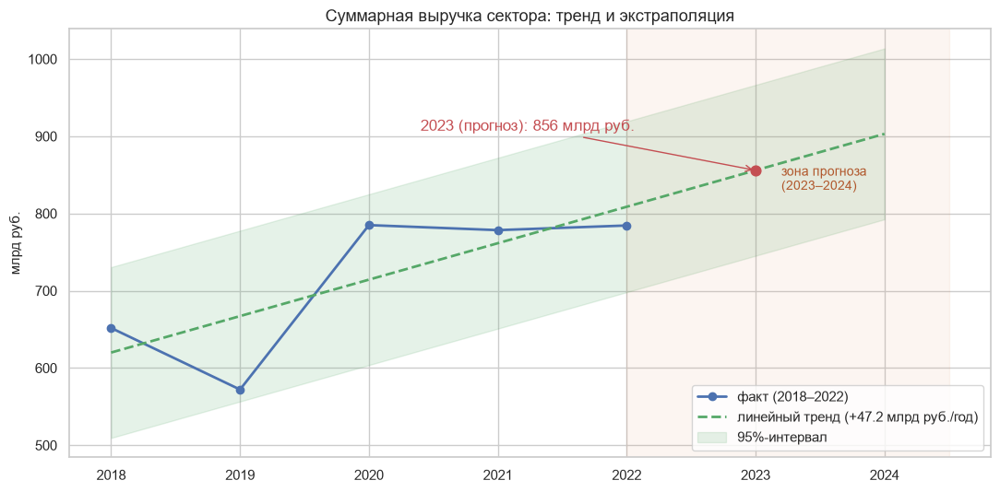 Суммарная выручка сектора: тренд и экстраполяция
млрд руб.
1000
900
800
700
600
500
2023 (прогноз): 856 млрд руб.
зона прогноза
(2023–2024)
факт (2018–2022)
линейный тренд (+47.2 млрд руб./год)
95%-интервал
2018 2019 2020 2021 2022 2023 2024